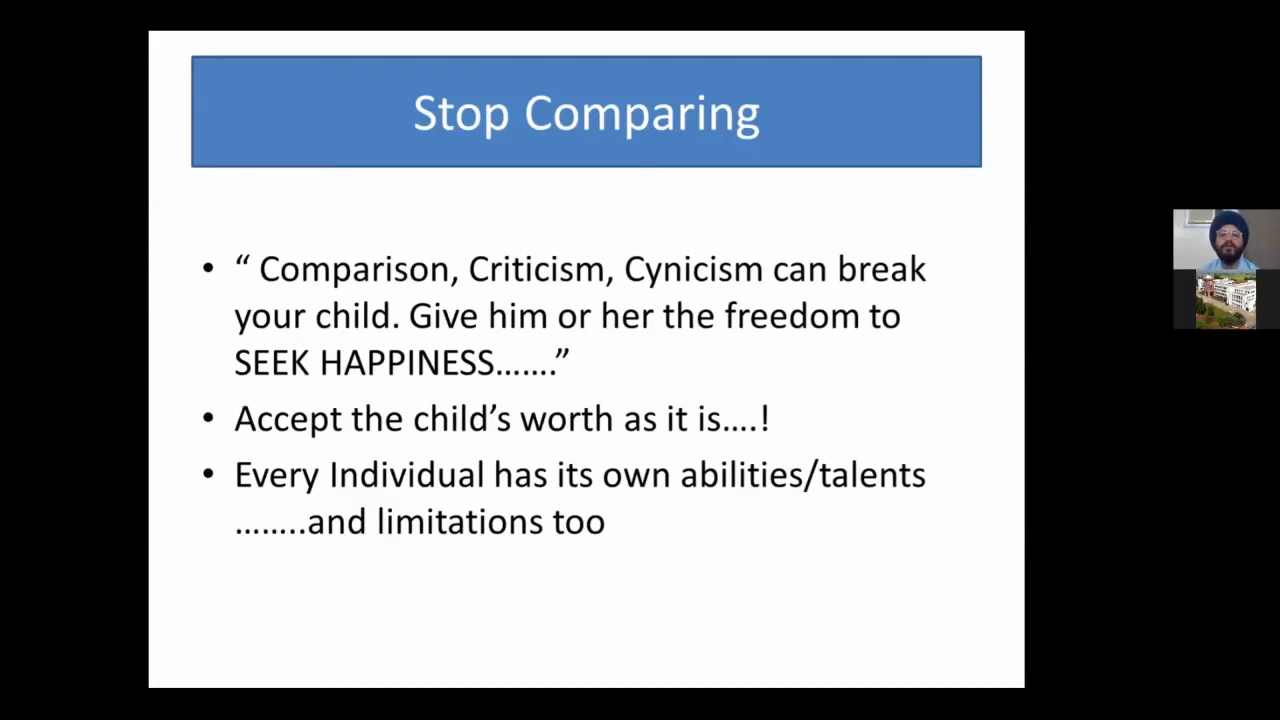 Stop Comparing
• “ Comparison, Criticism, Cynicism can break
your child. Give him or her the freedom to
SEEK HAPPINESS…….”
• Accept the child’s worth as it is….!
• Every Individual has its own abilities/talents
……..and limitations too